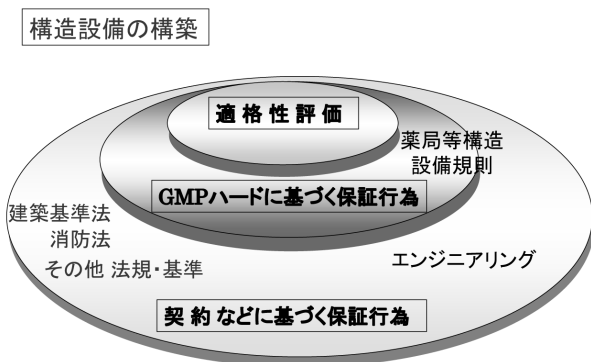 構造設備の構築
適格性評価
薬局等構造
設備規則
GMPハードに基づく保証行為
建築基準法
消防法
その他 法規・基準
エンジニアリング
契約などに基づく保証行為